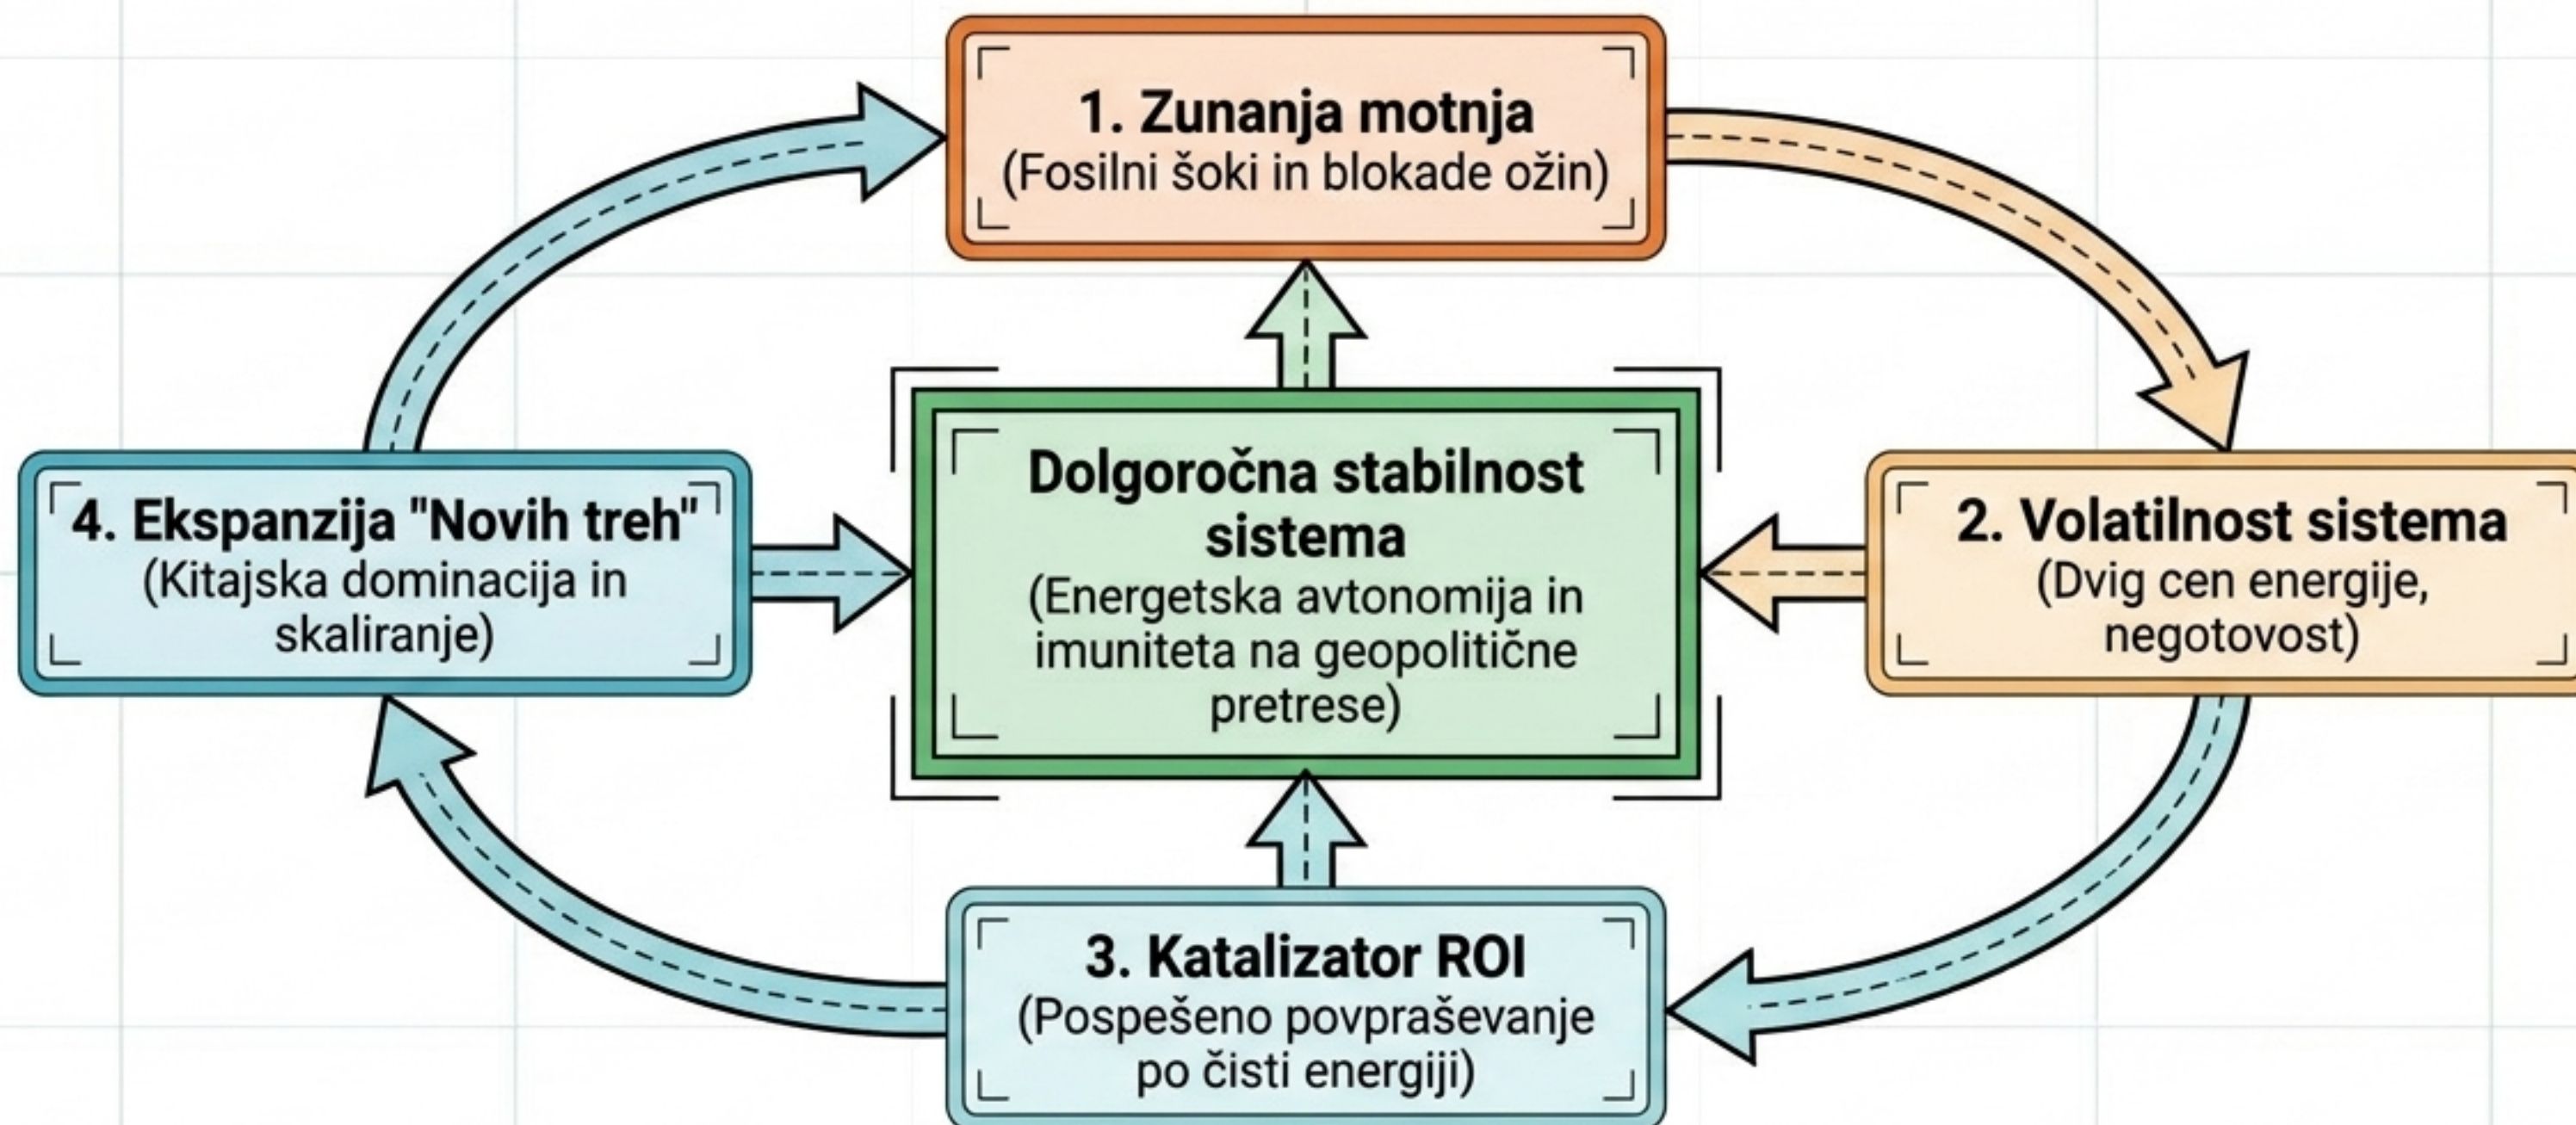 1. Zunanja motnja
(Fosilni šoki in blokade ožin)
4. Ekspanzija "Novih treh"
(Kitajska dominacija in
skaliranje)
Dolgoročna stabilnost
sistema
(Energetska avtonomija in
imuniteta na geopolitične
pretrese)
2. Volatilnost sistema
(Dvig cen energije,
negotovost)
3. Katalizator ROI
(Pospešeno povpraševanje
po čisti energiji)